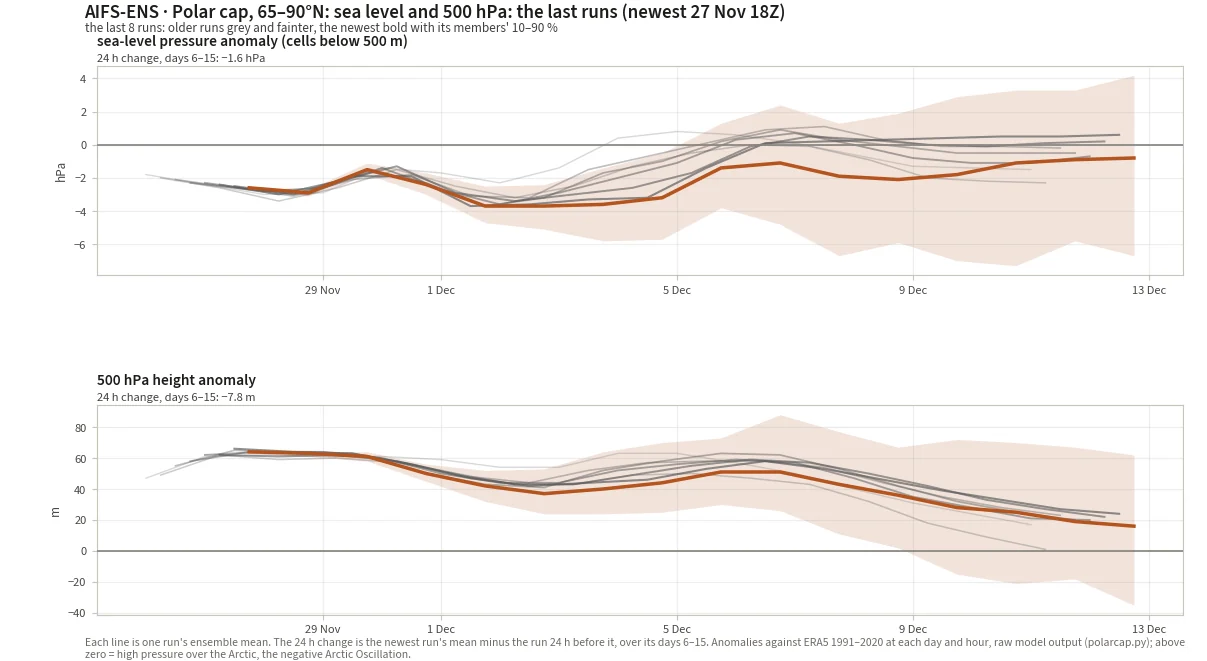 AIFS-ENS · Polar cap, 65–90°N: sea level and 500 hPa: the last runs (newest 27 Nov 18Z)
the last 8 runs: older runs grey and fainter, the newest bold with its members' 10–90 %
sea-level pressure anomaly (cells below 500 m)
24 h change, days 6–15: −1.6 hPa
4
2
0
−2
−4
−6
hPa
29 Nov
1 Dec
5 Dec
9 Dec
13 Dec
500 hPa height anomaly
24 h change, days 6–15: −7.8 m
80
60
40
20
0
−20
−40
m
29 Nov
1 Dec
5 Dec
9 Dec
13 Dec
Each line is one run's ensemble mean. The 24 h change is the newest run's mean minus the run 24 h before it, over its days 6–15. Anomalies against ERA5 1991–2020 at each day and hour, raw model output (polarcap.py); above
zero = high pressure over the Arctic, the negative Arctic Oscillation.